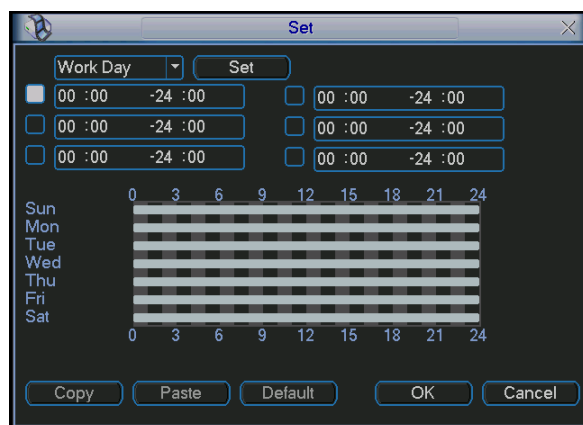 Set
Work Day Set
00 :00 -24 :00 00 :00 -24 :00
00 :00 -24 :00 00 :00 -24 :00
00 :00 -24 :00 00 :00 -24 :00
0 3 6 9 12 15 18 21 24
Sun
Mon
Tue
Wed
Thu
Fri
Sat
0 3 6 9 12 15 18 21 24
Copy Paste Default OK Cancel